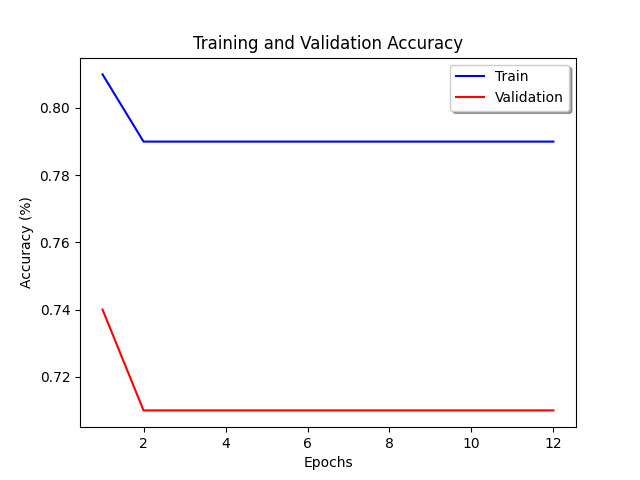 Training and Validation Accuracy
Train
Validation
0.80
0.78
0.76
0.74
0.72
Accuracy (%)
2 4 6 8 10 12
Epochs